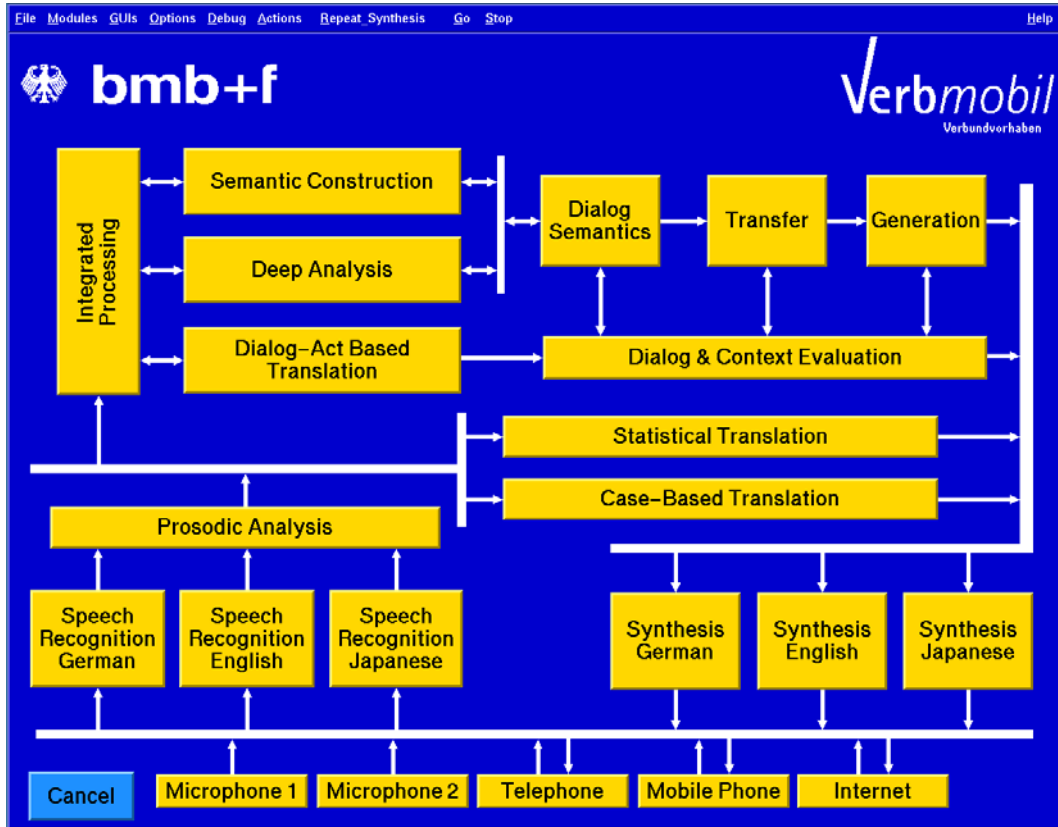 File Modules GUIs Options Debug Actions Repeat_Synthesis Go Stop Help
bmb+f
Verbmobil
Verbundvorhaben
Integrated
Processing
Semantic Construction
Deep Analysis
Dialog-Act Based
Translation
Dialog
Semantics
Transfer
Generation
Dialog & Context Evaluation
Statistical Translation
Case-Based Translation
Prosodic Analysis
Speech
Recognition
German
Speech
Recognition
English
Speech
Recognition
Japanese
Synthesis
German
Synthesis
English
Synthesis
Japanese
Cancel
Microphone 1
Microphone 2
Telephone
Mobile Phone
Internet